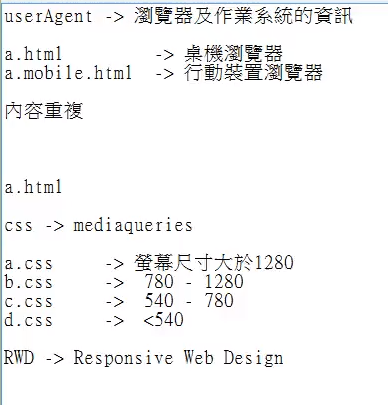 userAgent -> 瀏覽器及作業系統的資訊
a.html -> 桌機瀏覽器
a.mobile.html -> 行動裝置瀏覽器
內容重複
a.html
css -> mediaqueries
a.css -> 螢幕尺寸大於1280
b.css -> 780 - 1280
c.css -> 540 - 780
d.css -> <540
RWD -> Responsive Web Design